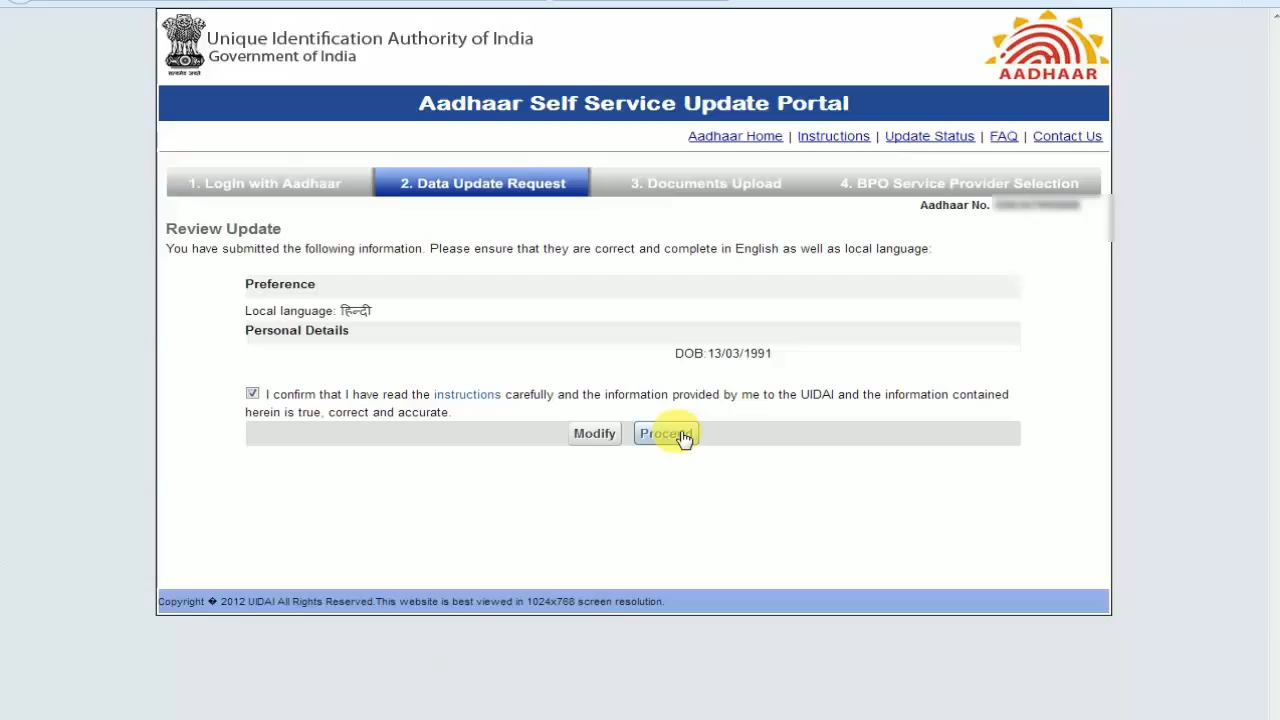 Unique Identification Authority of India
Government of India
सत्यमेव जयते
AADHAAR
Aadhaar Self Service Update Portal
Aadhaar Home | Instructions | Update Status | FAQ | Contact Us
1. LogIn with Aadhaar 2. Data Update Request 3. Documents Upload 4. BPO Service Provider Selection
Aadhaar No.
Review Update
You have submitted the following information. Please ensure that they are correct and complete in English as well as local language:
Preference
Local language: हिन्दी
Personal Details
DOB:13/03/1991
I confirm that I have read the instructions carefully and the information provided by me to the UIDAI and the information contained
herein is true, correct and accurate.
Modify Proceed
Copyright � 2012 UIDAI All Rights Reserved.This website is best viewed in 1024x768 screen resolution.